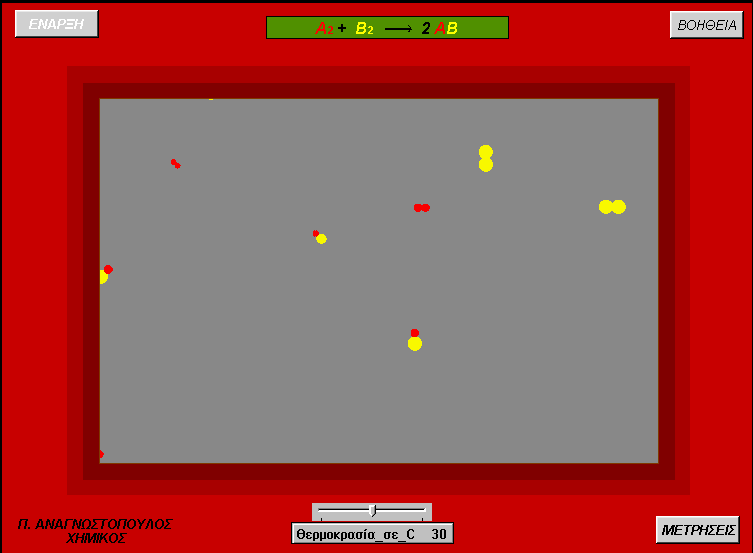 ΕΝΑΡΞΗ
A2 + B2 → 2 AB
ΒΟΗΘΕΙΑ
Π. ΑΝΑΓΝΩΣΤΟΠΟΥΛΟΣ
ΧΗΜΙΚΟΣ
Θερμοκρασία_σε_C 30
ΜΕΤΡΗΣΕΙΣ